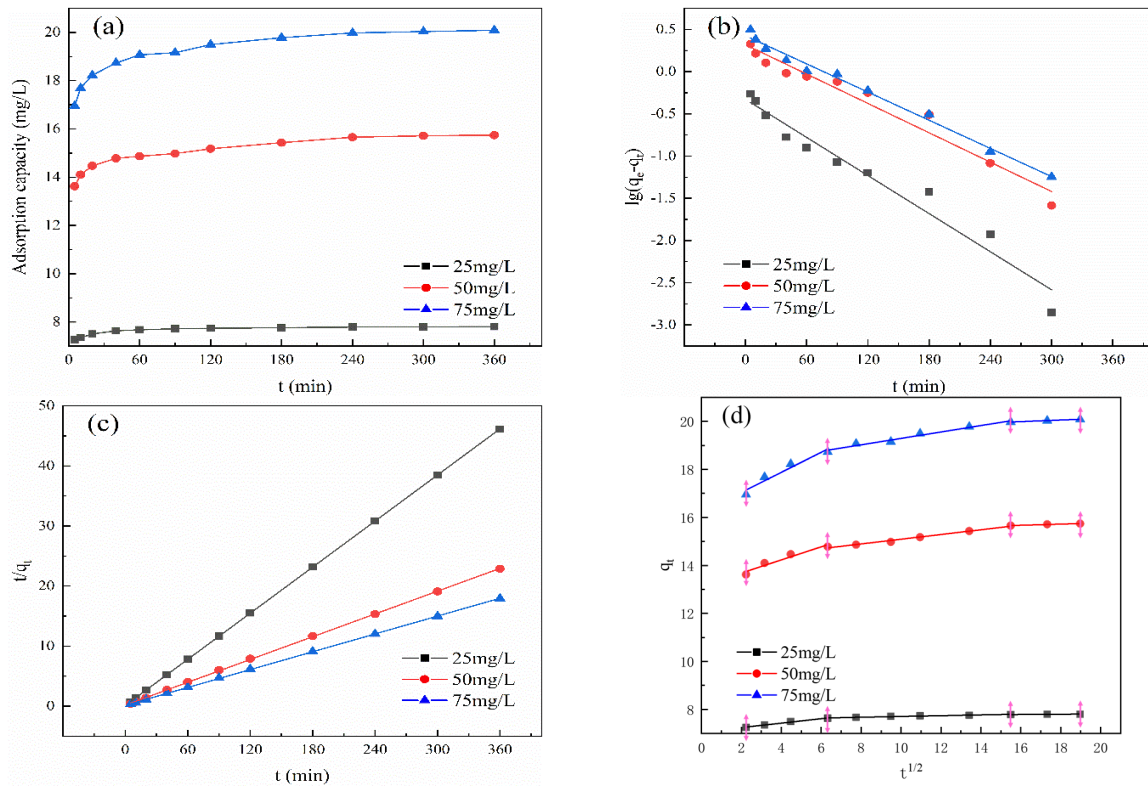 (a)
Adsorption capacity (mg/L)
20
18
16
14
12
10
8
6
0 60 120 180 240 300 360
t (min)
25mg/L
50mg/L
75mg/L
(b)
lg(qe-qt)
0.5
0.0
-0.5
-1.0
-1.5
-2.0
-2.5
-3.0
0 60 120 180 240 300 360
t (min)
25mg/L
50mg/L
75mg/L
(c)
t/qt
50
40
30
20
10
0
0 60 120 180 240 300 360
t (min)
25mg/L
50mg/L
75mg/L
(d)
qt
20
18
16
14
12
10
8
0 2 4 6 8 10 12 14 16 18 20
t1/2
25mg/L
50mg/L
75mg/L